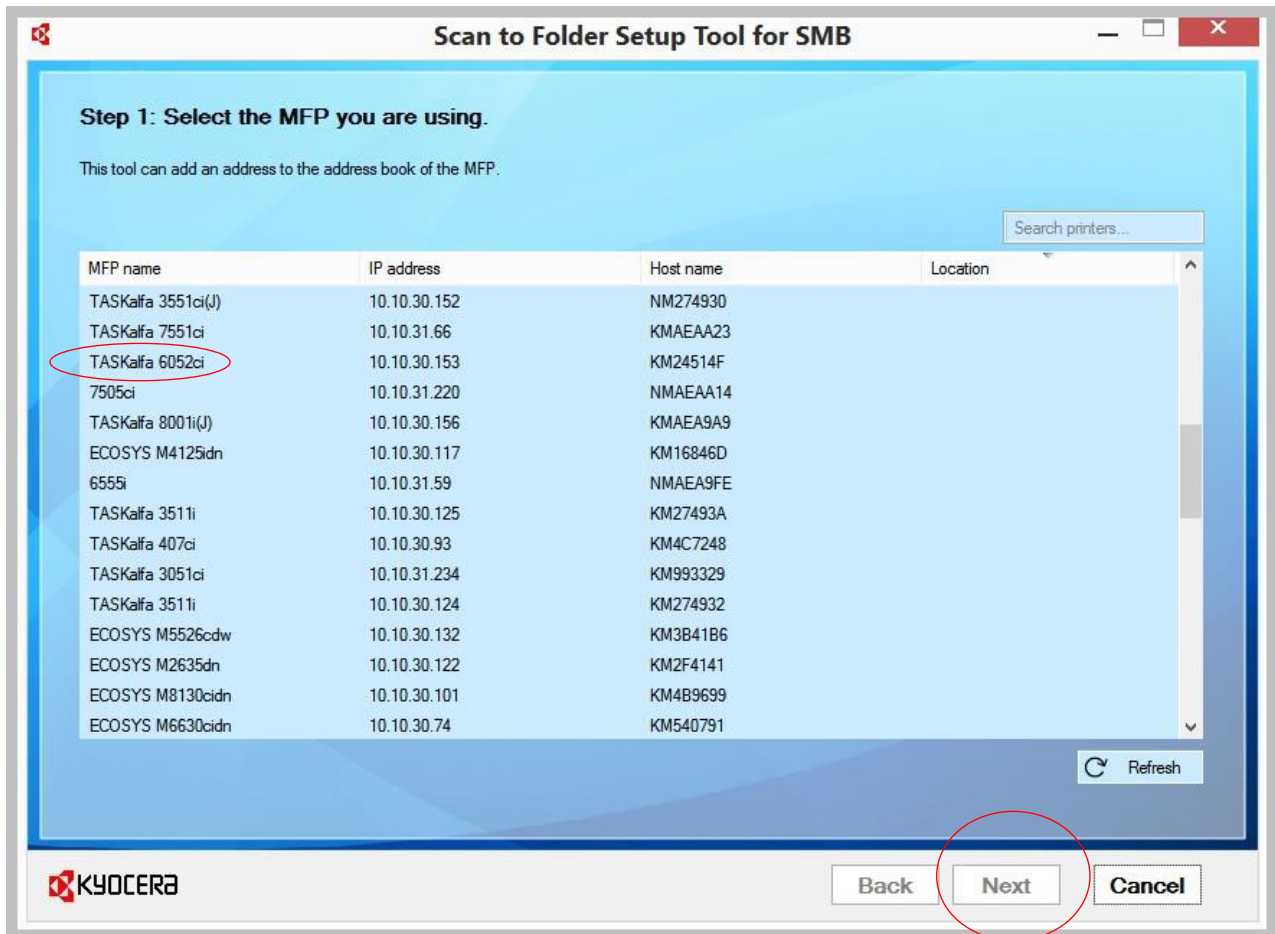 Scan to Folder Setup Tool for SMB
Step 1: Select the MFP you are using.
This tool can add an address to the address book of the MFP.
Search printers...
MFP name IP address Host name Location
TASKalfa 3551ci(J) 10.10.30.152 NM274930
TASKalfa 7551ci 10.10.31.66 KMAEAA23
TASKalfa 6052ci 10.10.30.153 KM24514F
7505ci 10.10.31.220 NMAEAA14
TASKalfa 8001i(J) 10.10.30.156 KMAEA9A9
ECOSYS M4125idn 10.10.30.117 KM16846D
6555i 10.10.31.59 NMAEA9FE
TASKalfa 3511i 10.10.30.125 KM27493A
TASKalfa 407ci 10.10.30.93 KM4C7248
TASKalfa 3051ci 10.10.31.234 KM993329
TASKalfa 3511i 10.10.30.124 KM274932
ECOSYS M5526cdw 10.10.30.132 KM3B41B6
ECOSYS M2635dn 10.10.30.122 KM2F4141
ECOSYS M8130cidn 10.10.30.101 KM4B9699
ECOSYS M6630cidn 10.10.30.74 KM540791
Refresh
KYOCERA Back Next Cancel